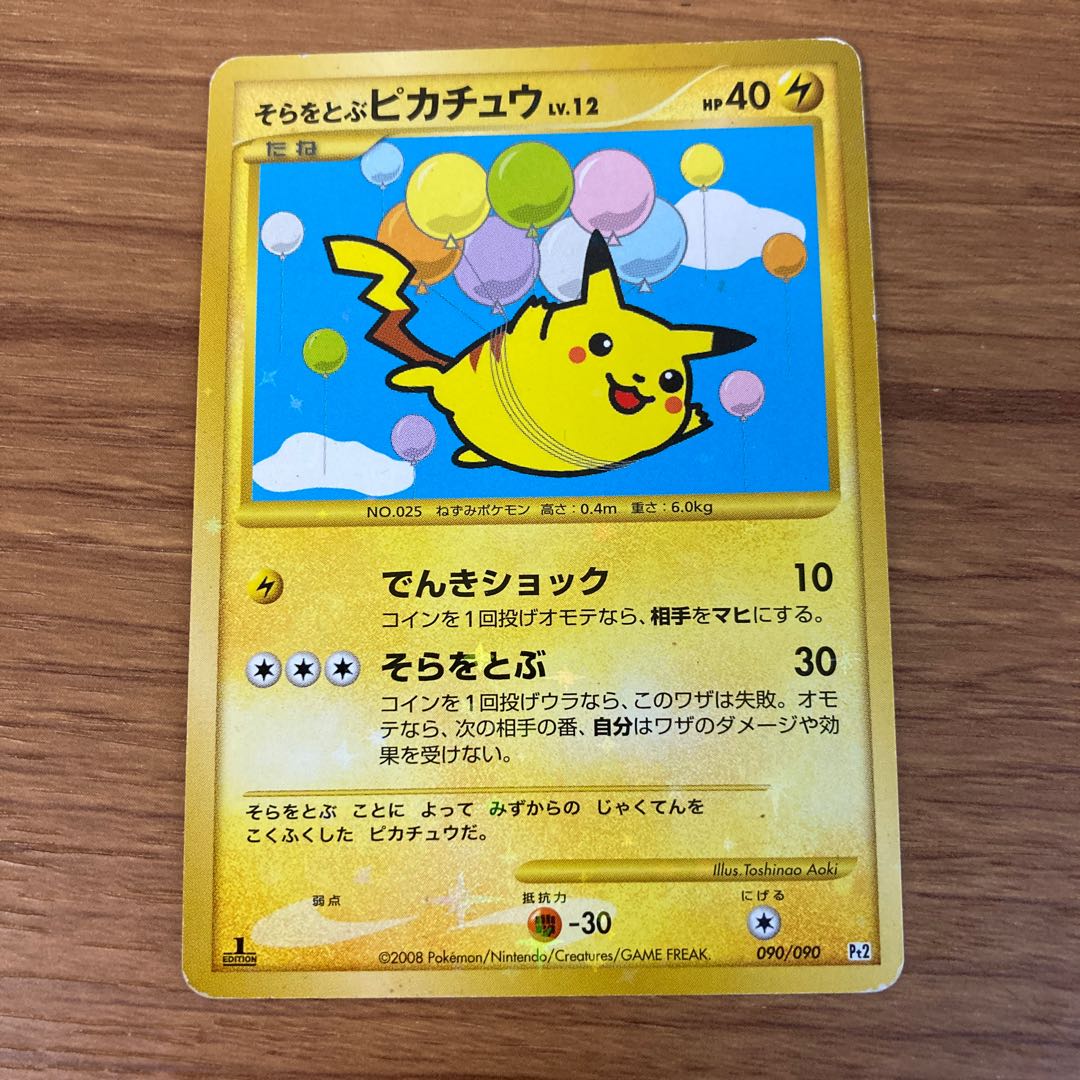 そらをとぶピカチュウ LV.12 HP40
たね
NO.025 ねずみポケモン 高さ:0.4m 重さ:6.0kg
でんきショック 10
コインを1回投げオモテなら、相手をマヒにする。
そらをとぶ 30
コインを1回投げウラなら、このワザは失敗。オモ
テなら、次の相手の番、自分はワザのダメージや効
果を受けない。
そらをとぶ ことに よって みずからの じゃくてんを
こくふくした ピカチュウだ。
Illus.Toshinao Aoki
弱点 抵抗力 にげる
-30
1
EDITION
©2008 Pokémon/Nintendo/Creatures/GAME FREAK. 090/090 Pt2